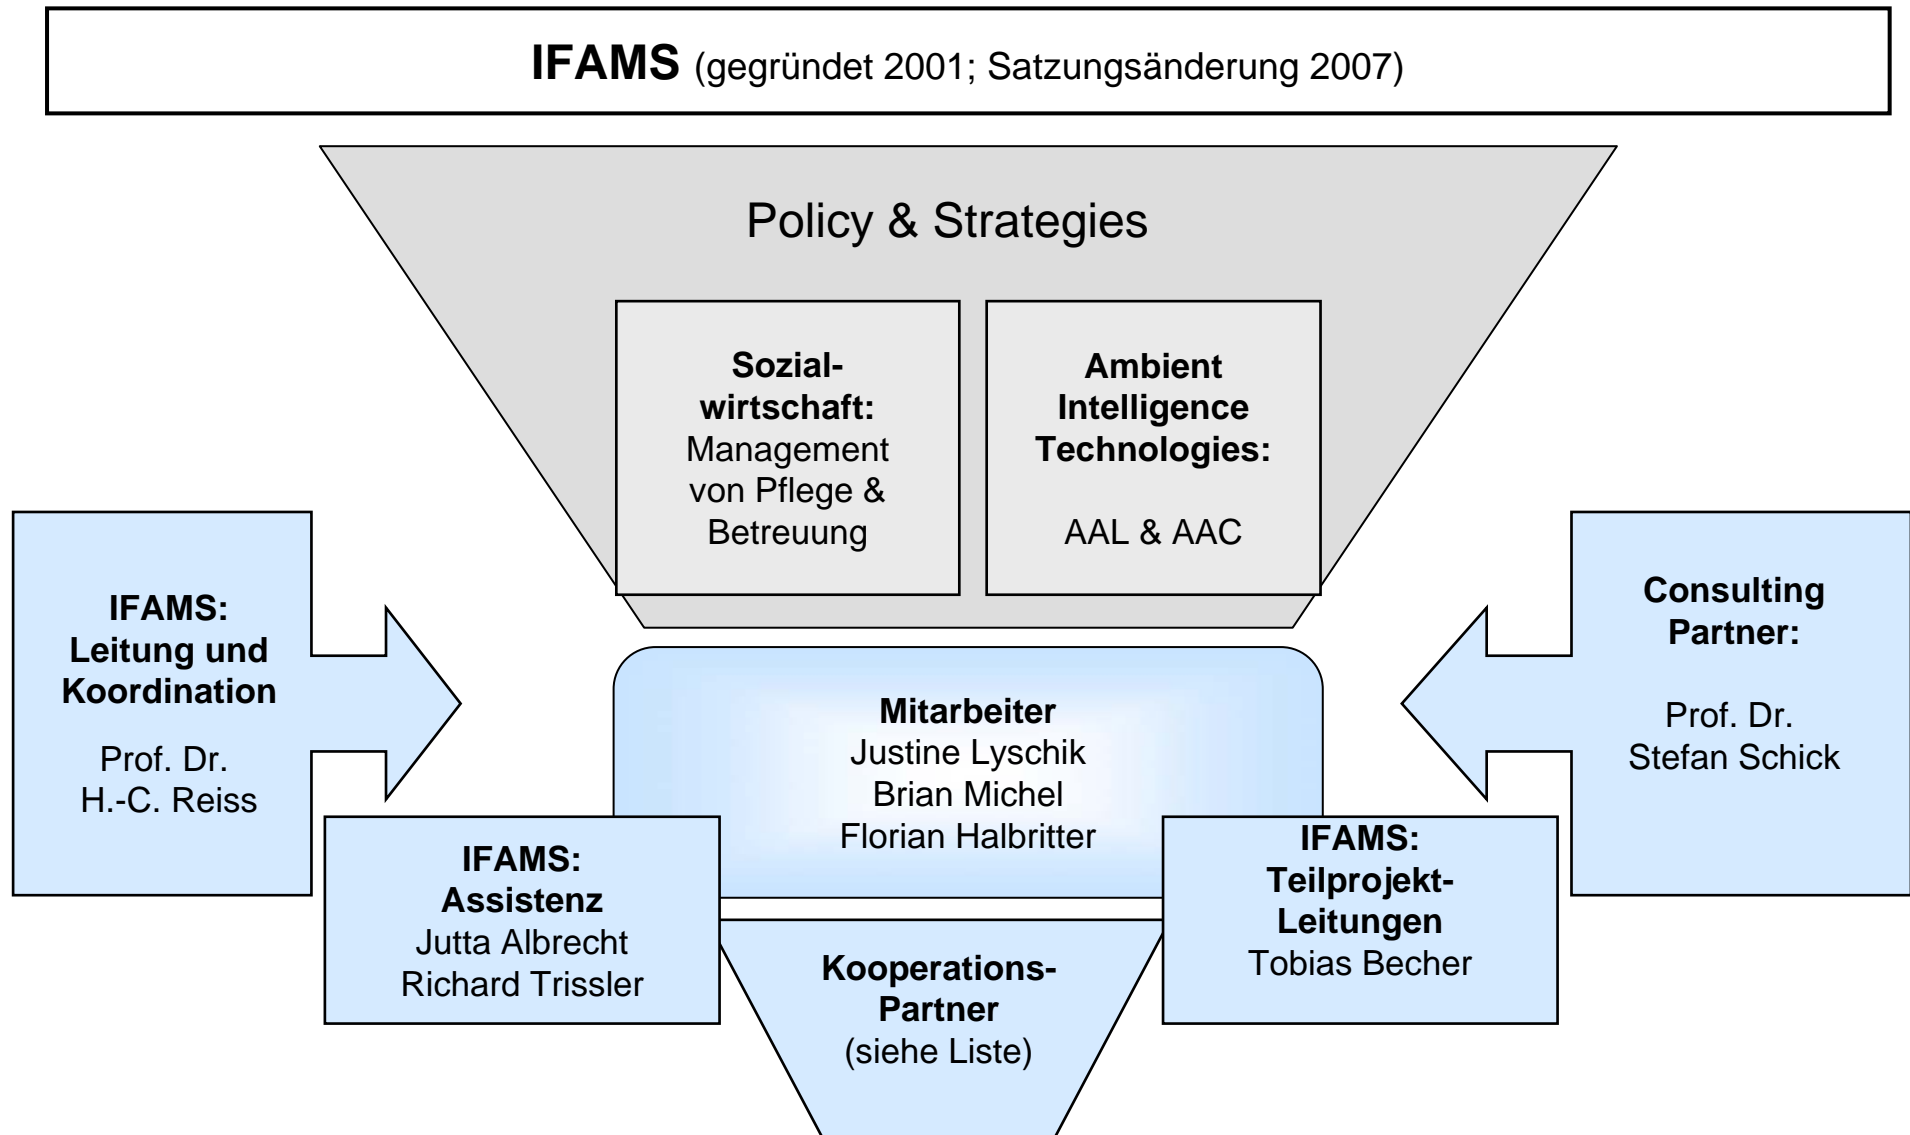 IFAMS (gegründet 2001; Satzungsänderung 2007)
Policy & Strategies
Sozial-
wirtschaft:
Management
von Pflege &
Betreuung
Ambient
Intelligence
Technologies:
AAL & AAC
IFAMS:
Leitung und
Koordination
Prof. Dr.
H.-C. Reiss
Consulting
Partner:
Prof. Dr.
Stefan Schick
Mitarbeiter
Justine Lyschik
Brian Michel
Florian Halbritter
IFAMS:
Assistenz
Jutta Albrecht
Richard Trissler
IFAMS:
Teilprojekt-
Leitungen
Tobias Becher
Kooperations-
Partner
(siehe Liste)